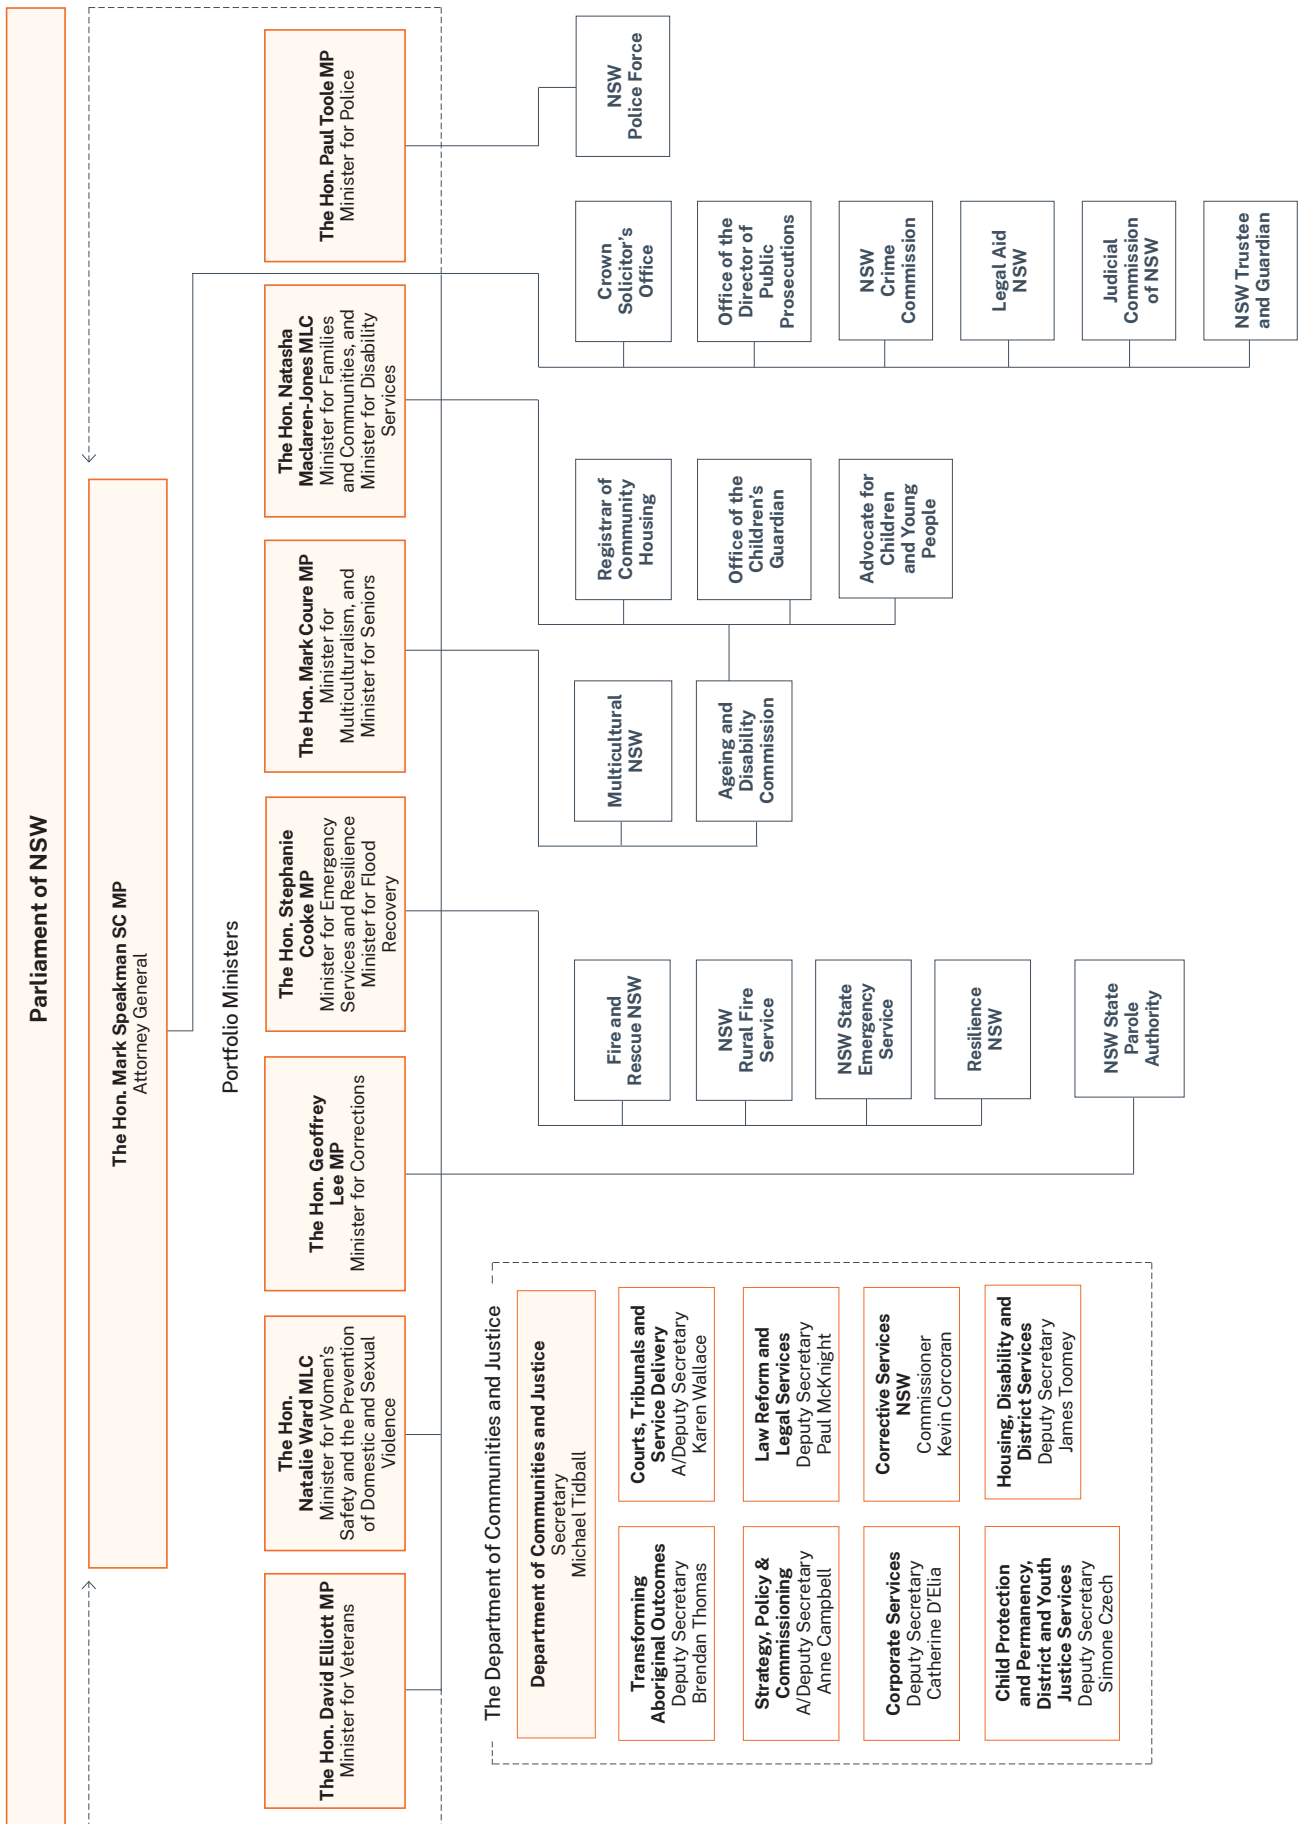 Parliament of NSW
The Hon. Mark Speakman SC MP
Attorney General
Portfolio Ministers
The Hon. David Elliott MP
Minister for Veterans
The Hon.
Natalie Ward MLC
Minister for Women's
Safety and the Prevention
of Domestic and Sexual
Violence
The Hon. Geoffrey
Lee MP
Minister for Corrections
The Hon. Stephanie
Cooke MP
Minister for Emergency
Services and Resilience
Minister for Flood
Recovery
The Hon. Mark Coure MP
Minister for
Multiculturalism, and
Minister for Seniors
The Hon. Natasha
Maclaren-Jones MLC
Minister for Families
and Communities, and
Minister for Disability
Services
The Hon. Paul Toole MP
Minister for Police
The Department of Communities and Justice
Department of Communities and Justice
Secretary
Michael Tidball
Transforming
Aboriginal Outcomes
Deputy Secretary
Brendan Thomas
Courts, Tribunals and
Service Delivery
A/Deputy Secretary
Karen Wallace
Strategy, Policy &
Commissioning
A/Deputy Secretary
Anne Campbell
Law Reform and
Legal Services
Deputy Secretary
Paul McKnight
Corporate Services
Deputy Secretary
Catherine D'Elia
Corrective Services
NSW
Commissioner
Kevin Corcoran
Child Protection
and Permanency,
District and Youth
Justice Services
Deputy Secretary
Simone Czech
Housing, Disability and
District Services
Deputy Secretary
James Toomey
Fire and
Rescue NSW
NSW
Rural Fire
Service
NSW State
Emergency
Service
Resilience
NSW
NSW State
Parole
Authority
Multicultural
NSW
Ageing and
Disability
Commission
Registrar of
Community
Housing
Office of the
Children's
Guardian
Advocate for
Children
and Young
People
Crown
Solicitor's
Office
Office of the
Director of
Public
Prosecutions
NSW
Crime
Commission
Legal Aid
NSW
Judicial
Commission
of NSW
NSW Trustee
and Guardian
NSW
Police Force